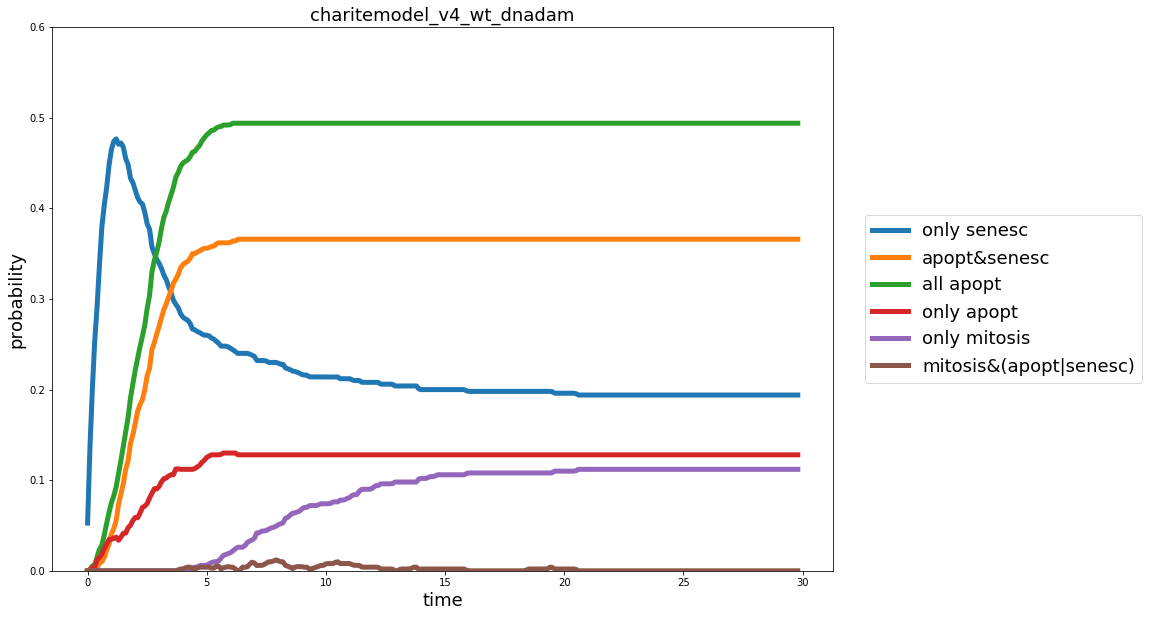 charitemodel_v4_wt_dnadam
0.6
0.5
0.4
0.3
0.2
0.1
0.0
probability
0 5 10 15 20 25 30
time
only senesc
apopt&senesc
all apopt
only apopt
only mitosis
mitosis&(apopt|senesc)